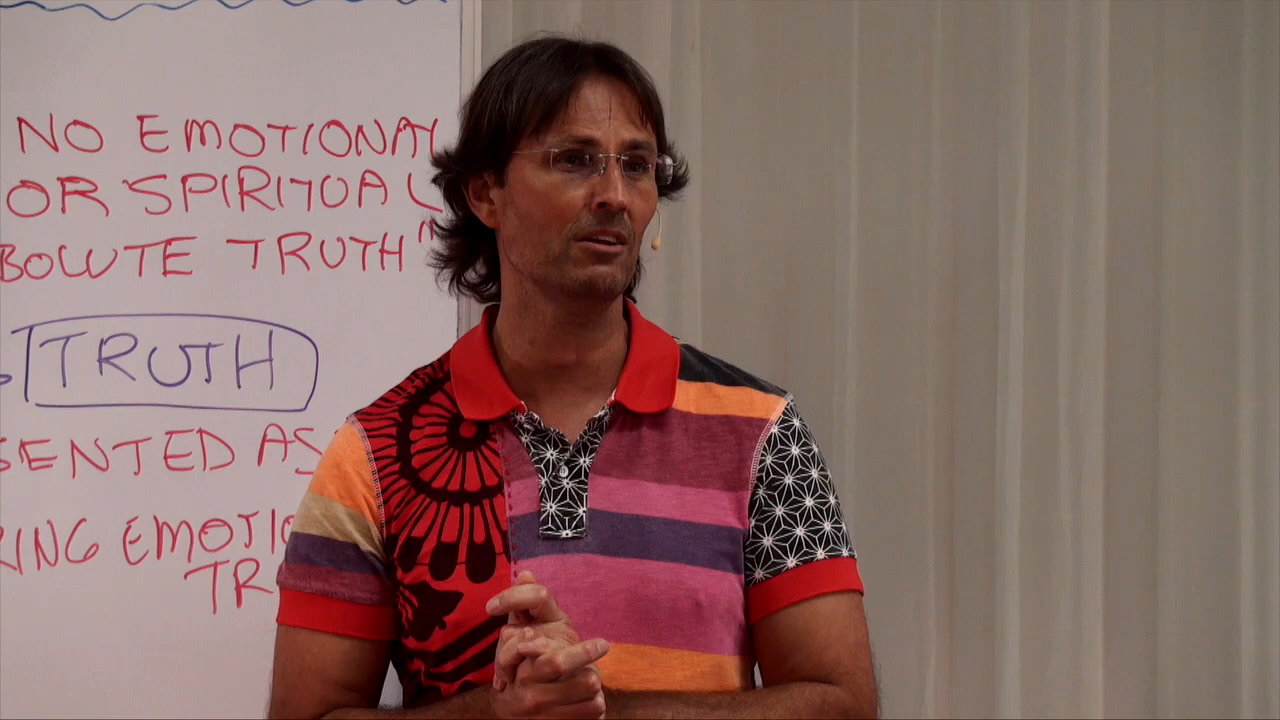 NO EMOTIONAL
OR SPIRITUAL
BOLUTE TRUTH"
TRUTH
SENTED AS
RING EMOTIO
TR